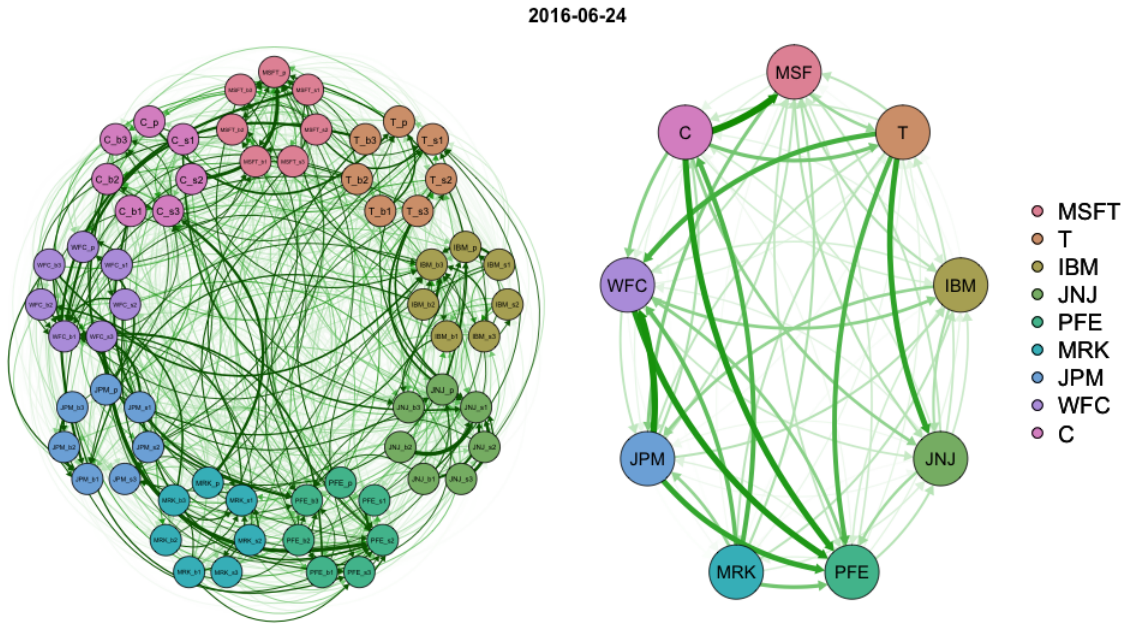 2016-06-24
MSFT_p
MSFT_b3
MSFT_s1
MSFT_b2
MSFT_s2
MSFT_b1
MSFT_s3
C_p
C_b3
C_s1
C_b2
C_s2
C_b1
C_s3
T_p
T_b3
T_s1
T_b2
T_s2
T_b1
T_s3
WFC_p
WFC_b3
WFC_s1
WFC_b2
WFC_s2
WFC_b1
WFC_s3
IBM_p
IBM_b3
IBM_s1
IBM_b2
IBM_s2
IBM_b1
IBM_s3
JPM_p
JPM_b3
JPM_s1
JPM_b2
JPM_s2
JPM_b1
JPM_s3
JNJ_p
JNJ_b3
JNJ_s1
JNJ_b2
JNJ_s2
JNJ_b1
JNJ_s3
MRK_p
MRK_b3
MRK_s1
MRK_b2
MRK_s2
MRK_b1
MRK_s3
PFE_p
PFE_b3
PFE_s1
PFE_b2
PFE_s2
PFE_b1
PFE_s3
MSF
C
T
WFC
IBM
JPM
JNJ
MRK
PFE
MSFT
T
IBM
JNJ
PFE
MRK
JPM
WFC
C